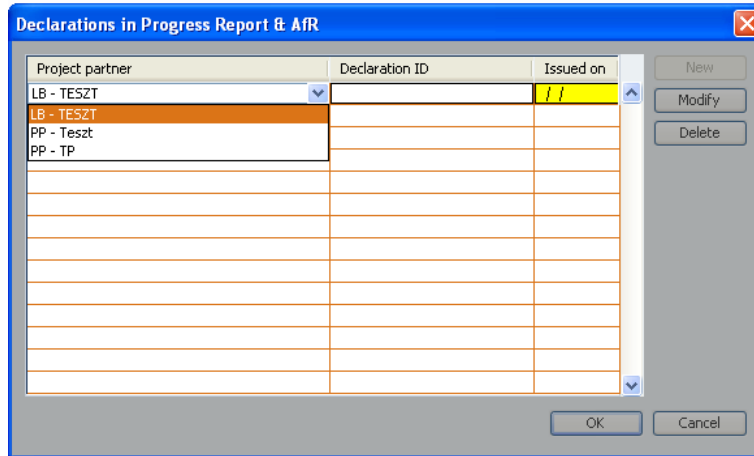 Declarations in Progress Report & AfR
Project partner Declaration ID Issued on
New
LB - TESZT / /
Modify
LB - TESZT
PP - Teszt
Delete
PP - TP
OK Cancel